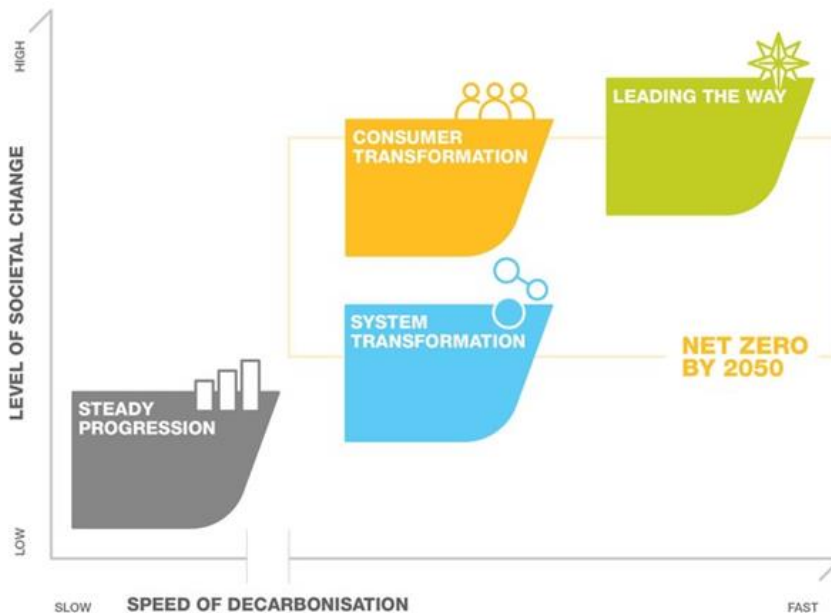 HIGH
LEVEL OF SOCIETAL CHANGE
LOW
LEADING THE WAY
CONSUMER
TRANSFORMATION
SYSTEM
TRANSFORMATION
NET ZERO
BY 2050
STEADY
PROGRESSION
SLOW
SPEED OF DECARBONISATION
FAST